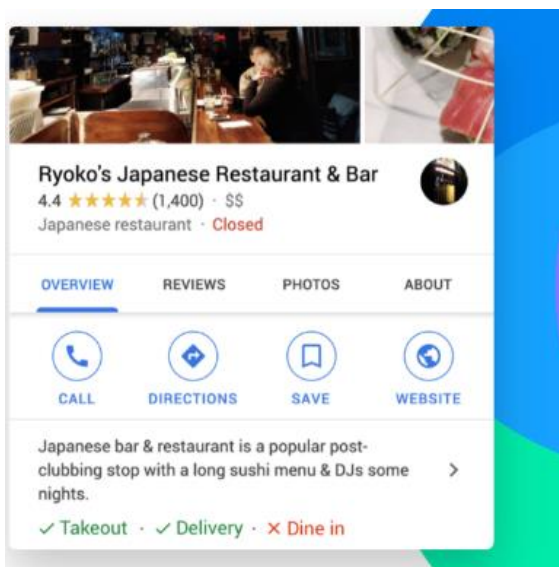 Ryoko's Japanese Restaurant & Bar
4.4 ★★★★★ (1,400) · $$
Japanese restaurant · Closed
OVERVIEW REVIEWS PHOTOS ABOUT
CALL DIRECTIONS SAVE WEBSITE
Japanese bar & restaurant is a popular post-
clubbing stop with a long sushi menu & DJs some
nights.
✓ Takeout · ✓ Delivery · × Dine in